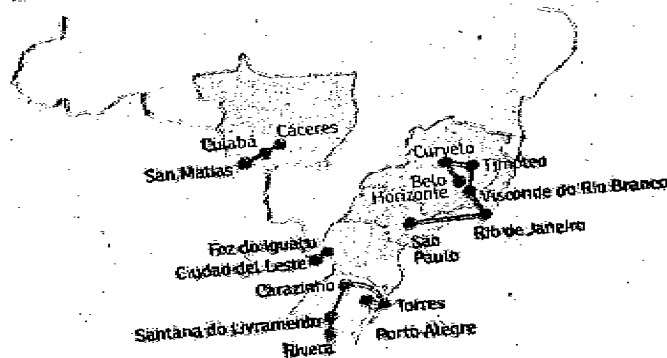 Cáceres
Cuiabá
San Matias
Curvelo
Timóteo
Belo
Horizonte
Visconde do Rio Branco
Rio de Janeiro
São
Paulo
Foz do Iguaçu
Ciudad del Leste
Carazinho
Torres
Santana do Livramento
Porto Alegre
Rivera